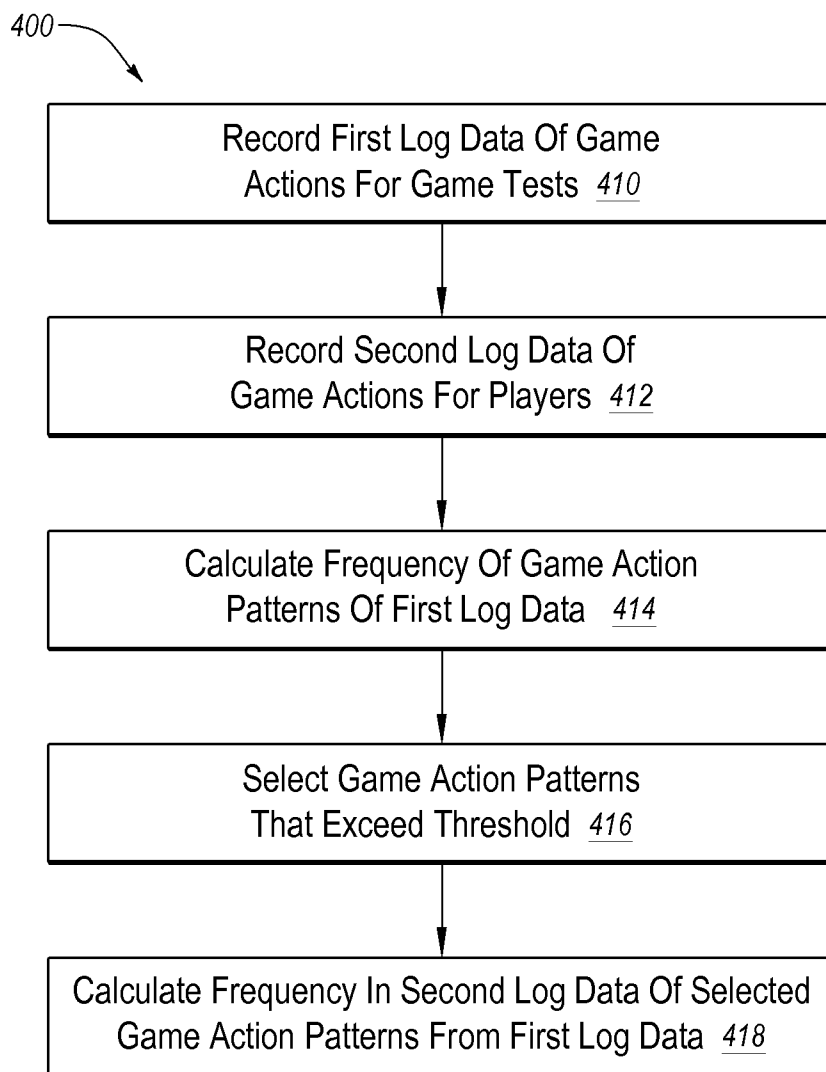 400
Record First Log Data Of Game
Actions For Game Tests 410
Record Second Log Data Of
Game Actions For Players 412
Calculate Frequency Of Game Action
Patterns Of First Log Data 414
Select Game Action Patterns
That Exceed Threshold 416
Calculate Frequency In Second Log Data Of Selected
Game Action Patterns From First Log Data 418